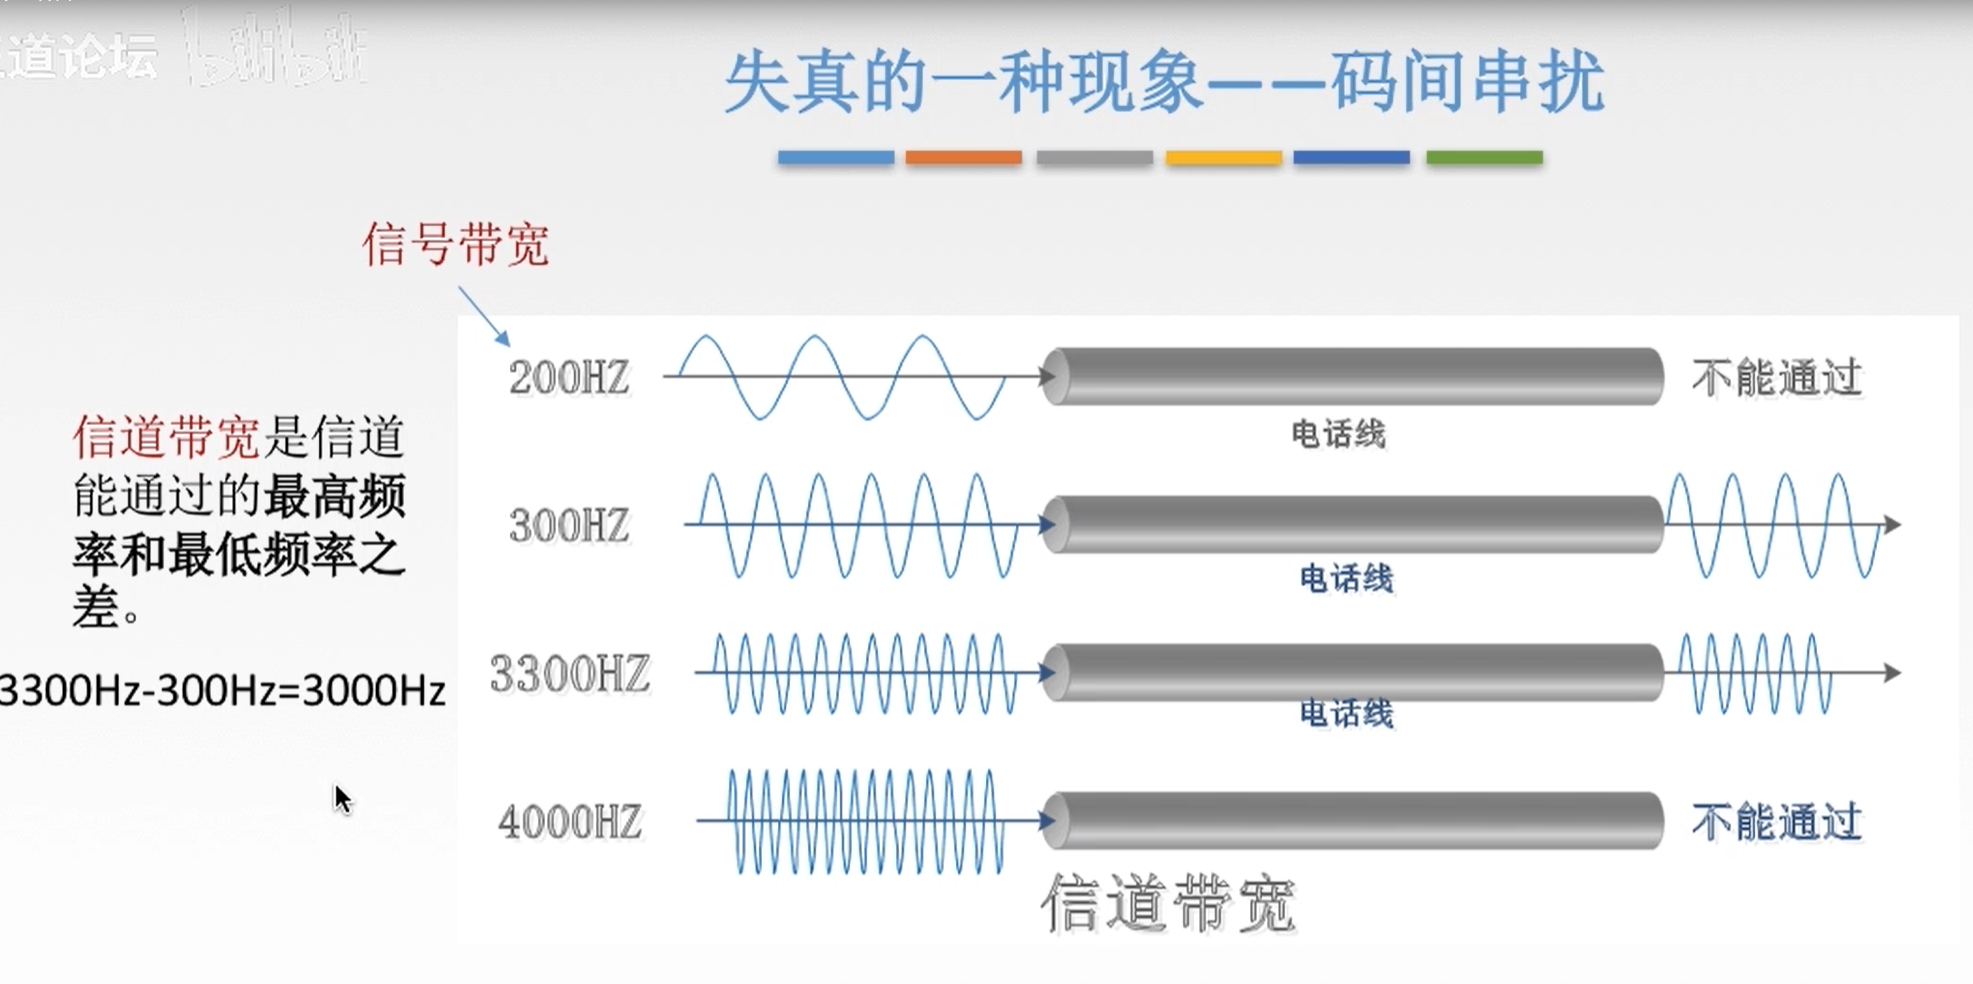 道论坛 bilibili
失真的一种现象——码间串扰
信号带宽
信道带宽是信道
能通过的最高频
率和最低频率之
差。
3300Hz-300Hz=3000Hz
200HZ
电话线
不能通过
300HZ
电话线
3300HZ
电话线
4000HZ
不能通过
信道带宽